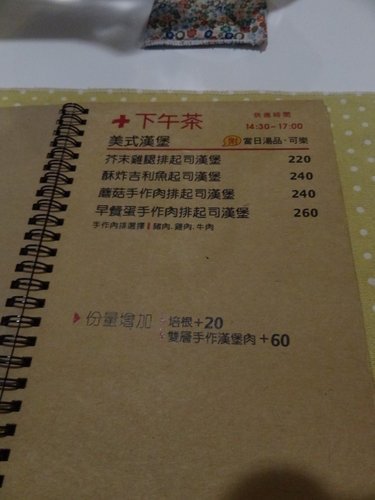 ✚下午茶
供應時間
14:30~17:00
美式漢堡 附 當日湯品‧可樂
芥末雞腿排起司漢堡 220
酥炸吉利魚起司漢堡 240
蘑菇手作肉排起司漢堡 240
早餐蛋手作肉排起司漢堡 260
手作肉排選擇 | 豬肉. 雞肉. 牛肉
份量增加 培根+20
雙層手作漢堡肉+60